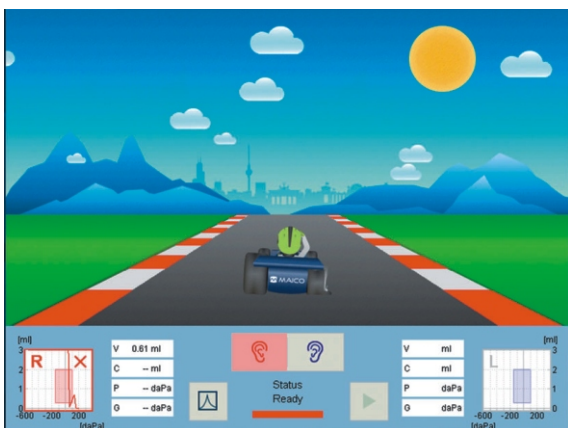 MAICO
[ml]
3
2
1
0
R
X
-600 -200 200
[daPa]
V 0.61 ml
C -- ml
P -- daPa
G -- daPa
Status
Ready
V ml
C ml
P daPa
G daPa
[ml]
3
2
1
0
L
-600 -200 200
[daPa]